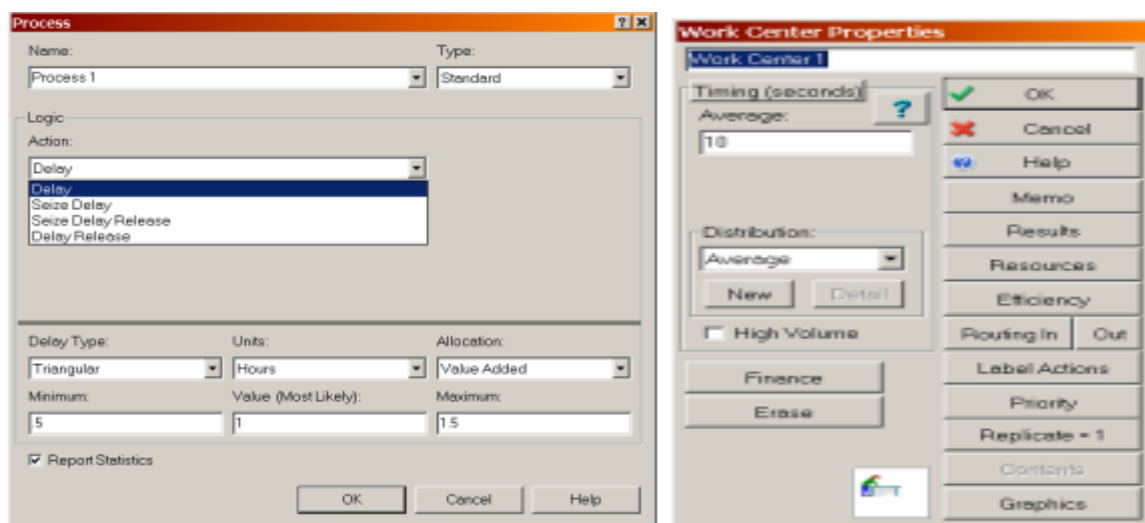 Process
Name:
Type:
Process 1
Standard
Logic
Action:
Delay
Delay
Seize Delay
Seize Delay Release
Delay Release
Delay Type:
Units:
Allocation:
Triangular
Hours
Value Added
Minimum:
Value (Most Likely):
Maximum:
.5
1
1.5
Report Statistics
OK
Cancel
Help
Work Center Properties
Work Center 1
Timing (seconds)
?
Average:
10
Distribution:
Average
New
Detail
High Volume
Finance
Erase
OK
Cancel
Help
Memo
Results
Resources
Efficiency
Routing In
Out
Label Actions
Priority
Replicate = 1
Contents
Graphics